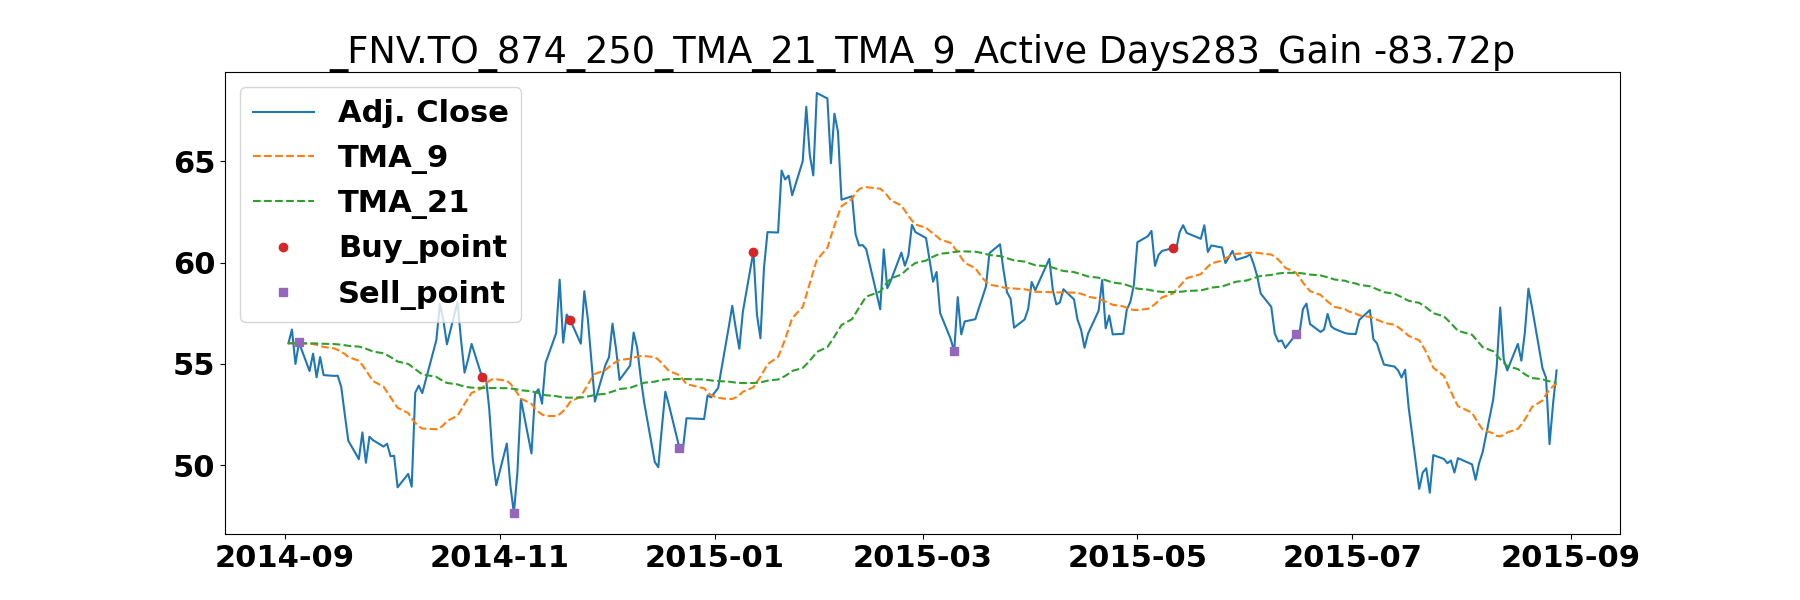 _FNV.TO_874_250_TMA_21_TMA_9_Active Days283_Gain -83.72p
Adj. Close
TMA_9
TMA_21
Buy_point
Sell_point
65
60
55
50
2014-09 2014-11 2015-01 2015-03 2015-05 2015-07 2015-09